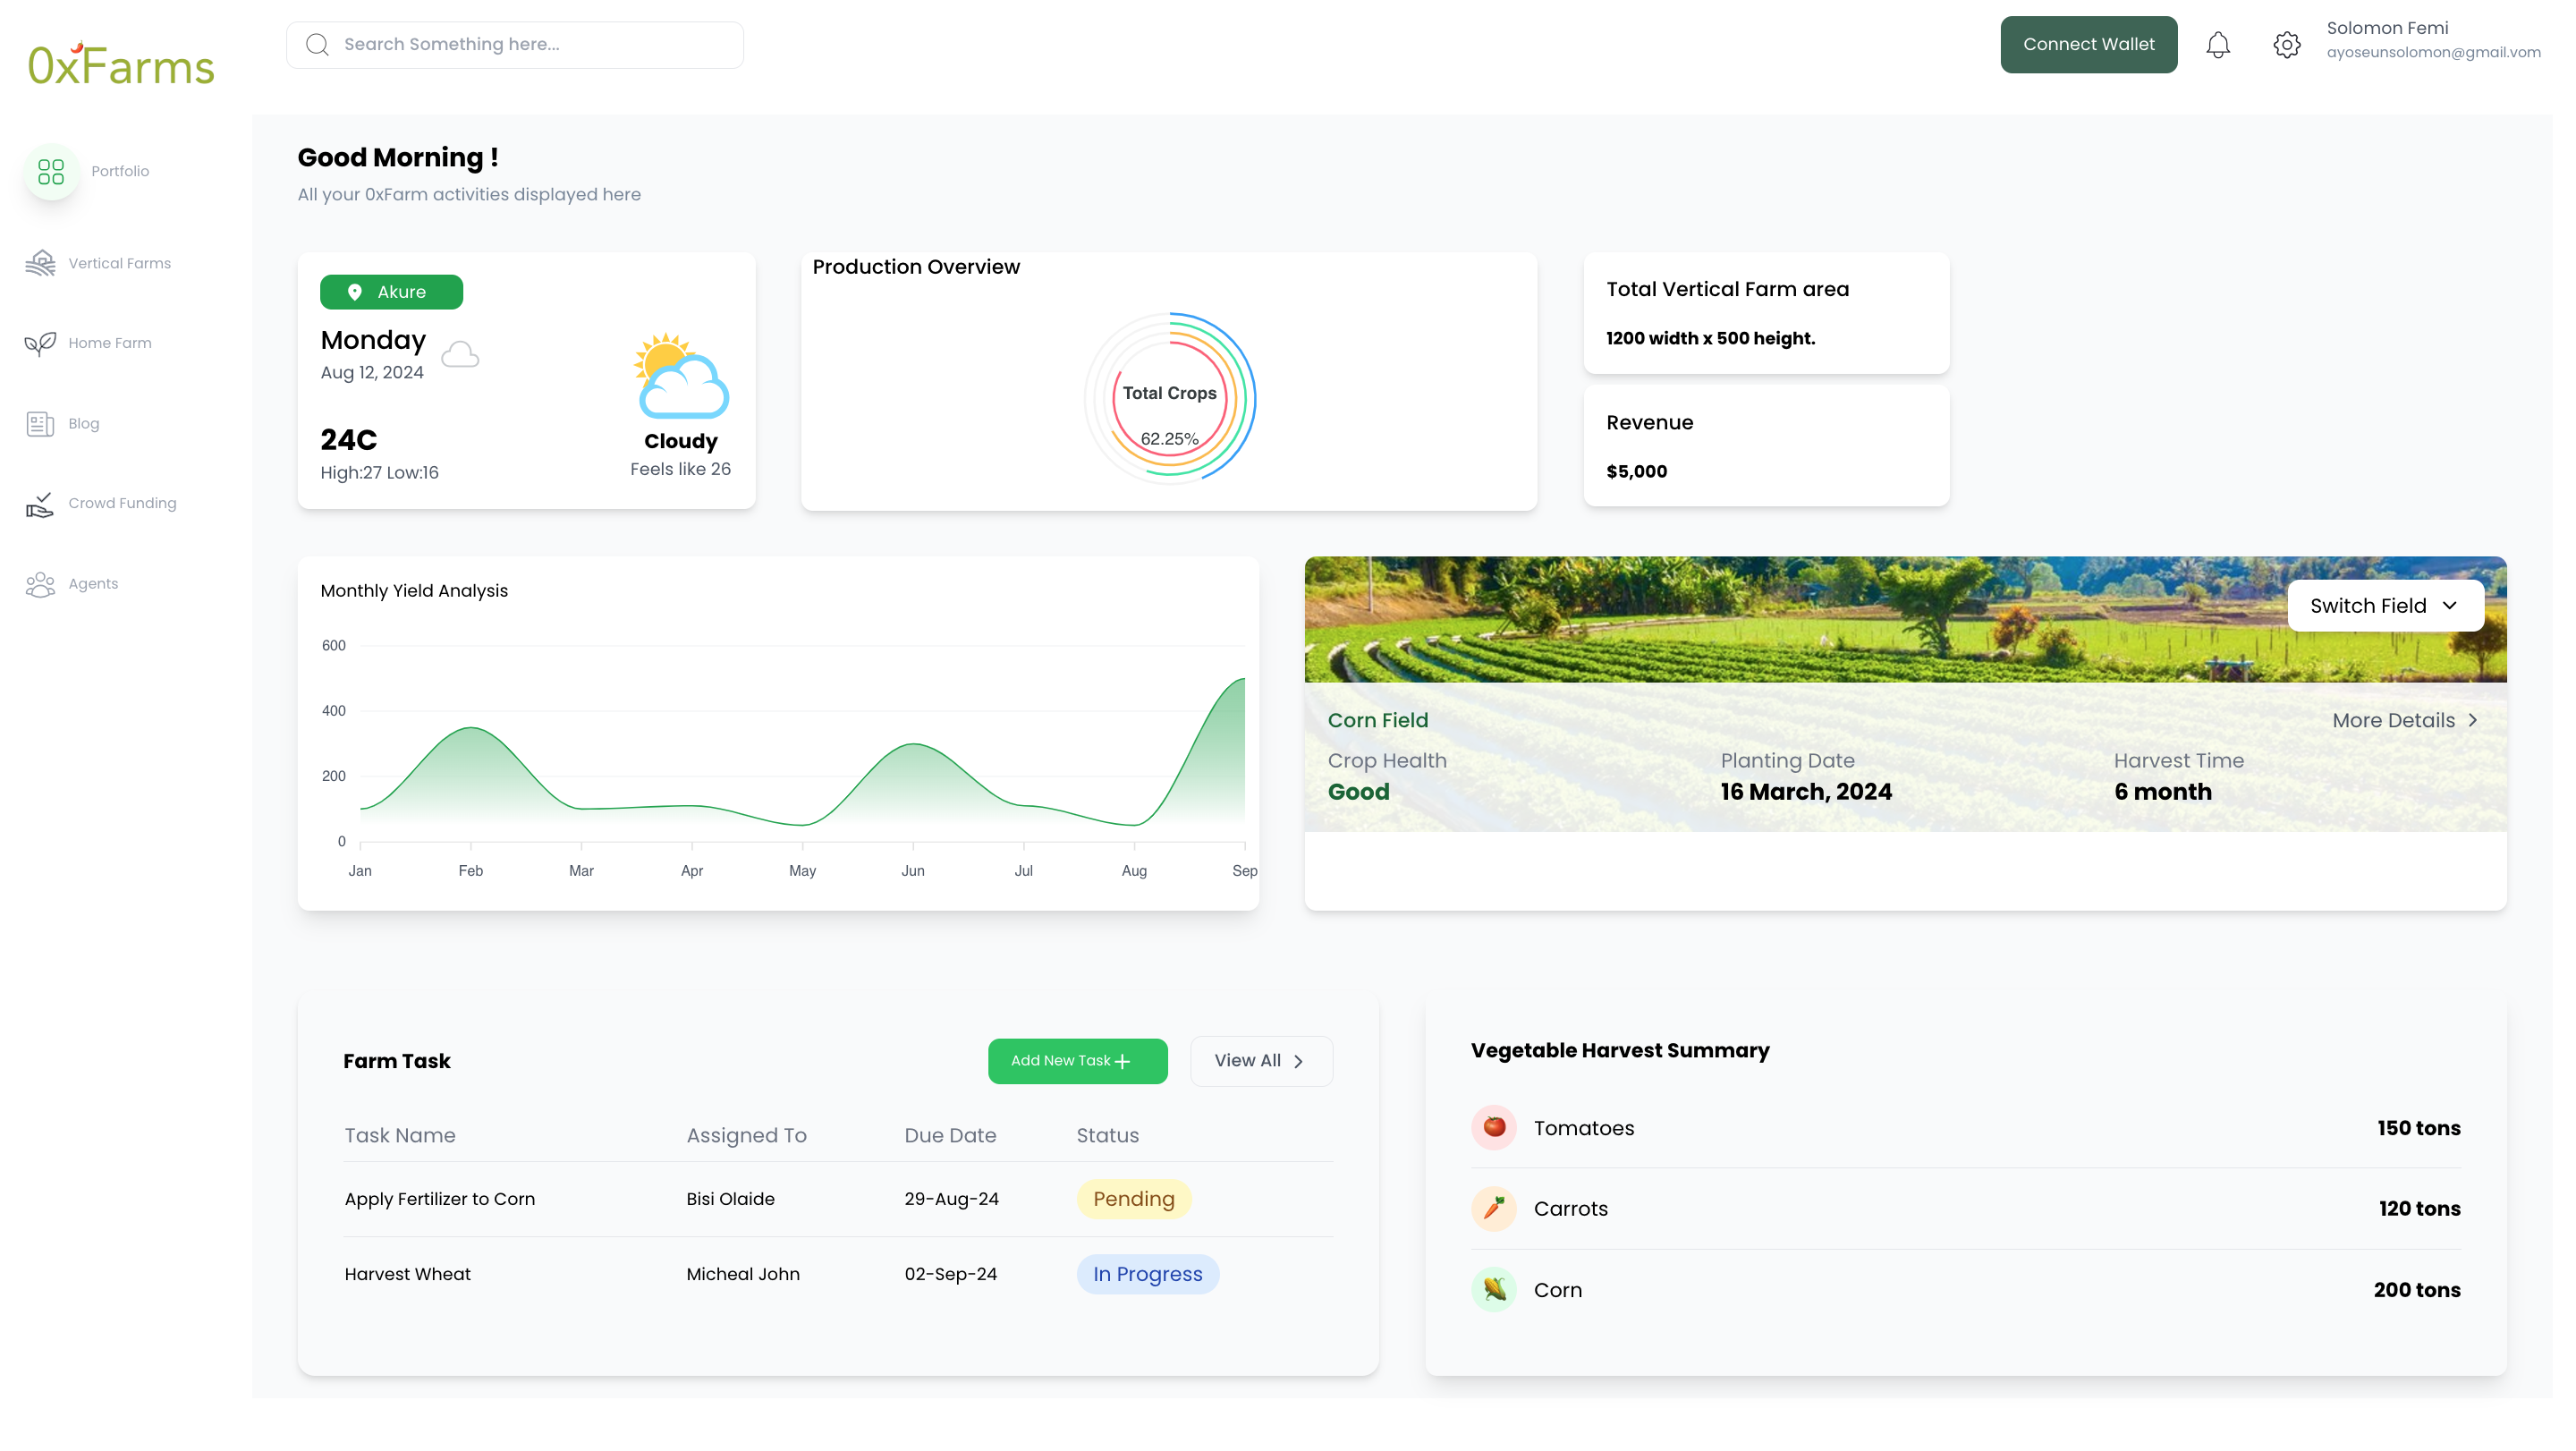 0xFarms
Search Something here...
Connect Wallet
Solomon Femi
ayoseunsolomon@gmail.vom
Portfolio
Vertical Farms
Home Farm
Blog
Crowd Funding
Agents
Good Morning !
All your 0xFarm activities displayed here
Akure
Monday
Aug 12, 2024
24C
High:27 Low:16
Cloudy
Feels like 26
Production Overview
Total Crops
62.25%
Total Vertical Farm area
1200 width x 500 height.
Revenue
$5,000
Monthly Yield Analysis
600
400
200
0
Jan Feb Mar Apr May Jun Jul Aug Sep
Switch Field
Corn Field
More Details
Crop Health Planting Date Harvest Time
Good 16 March, 2024 6 month
Farm Task
Add New Task
View All
Task Name Assigned To Due Date Status
Apply Fertilizer to Corn Bisi Olaide 29-Aug-24 Pending
Harvest Wheat Micheal John 02-Sep-24 In Progress
Vegetable Harvest Summary
Tomatoes 150 tons
Carrots 120 tons
Corn 200 tons